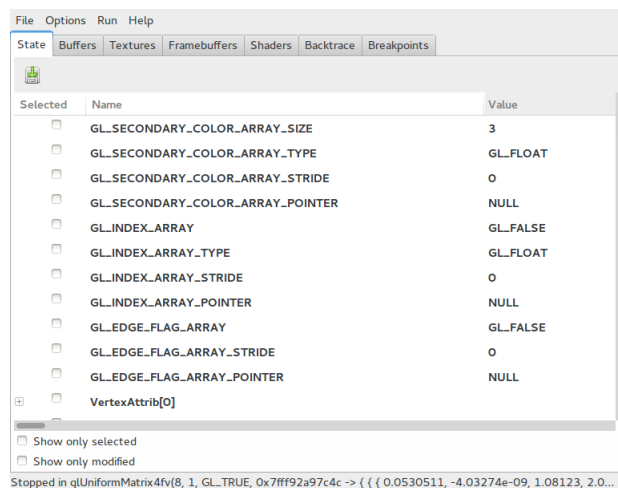 File Options Run Help
State Buffers Textures Framebuffers Shaders Backtrace Breakpoints
Selected Name Value
GL_SECONDARY_COLOR_ARRAY_SIZE 3
GL_SECONDARY_COLOR_ARRAY_TYPE GL_FLOAT
GL_SECONDARY_COLOR_ARRAY_STRIDE 0
GL_SECONDARY_COLOR_ARRAY_POINTER NULL
GL_INDEX_ARRAY GL_FALSE
GL_INDEX_ARRAY_TYPE GL_FLOAT
GL_INDEX_ARRAY_STRIDE 0
GL_INDEX_ARRAY_POINTER NULL
GL_EDGE_FLAG_ARRAY GL_FALSE
GL_EDGE_FLAG_ARRAY_STRIDE 0
GL_EDGE_FLAG_ARRAY_POINTER NULL
VertexAttrib[0]
Show only selected
Show only modified
Stopped in glUniformMatrix4fv(8, 1, GL_TRUE, 0x7fff92a97c4c -> { { { 0.0530511, -4.03274e-09, 1.08123, 2.0...